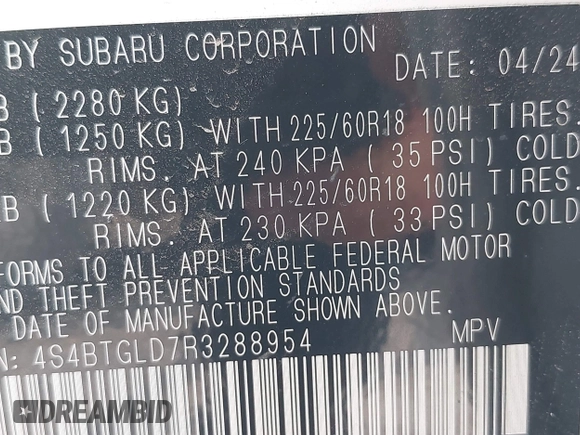 BY SUBARU CORPORATION
DATE: 04/24
B ( 2280 KG)
B ( 1250 KG) WITH 225/60R18 100H TIRES.
RIMS. AT 240 KPA ( 35 PSI) COLD
RB ( 1220 KG) WITH 225/60R18 100H TIRES.
RIMS. AT 230 KPA ( 33 PSI) COLD
FORMS TO ALL APPLICABLE FEDERAL MOTOR
ND THEFT PREVENTION STANDARDS
DATE OF MANUFACTURE SHOWN ABOVE.
N: 4S4BTGLD7R3288954 MPV
DREAMBID